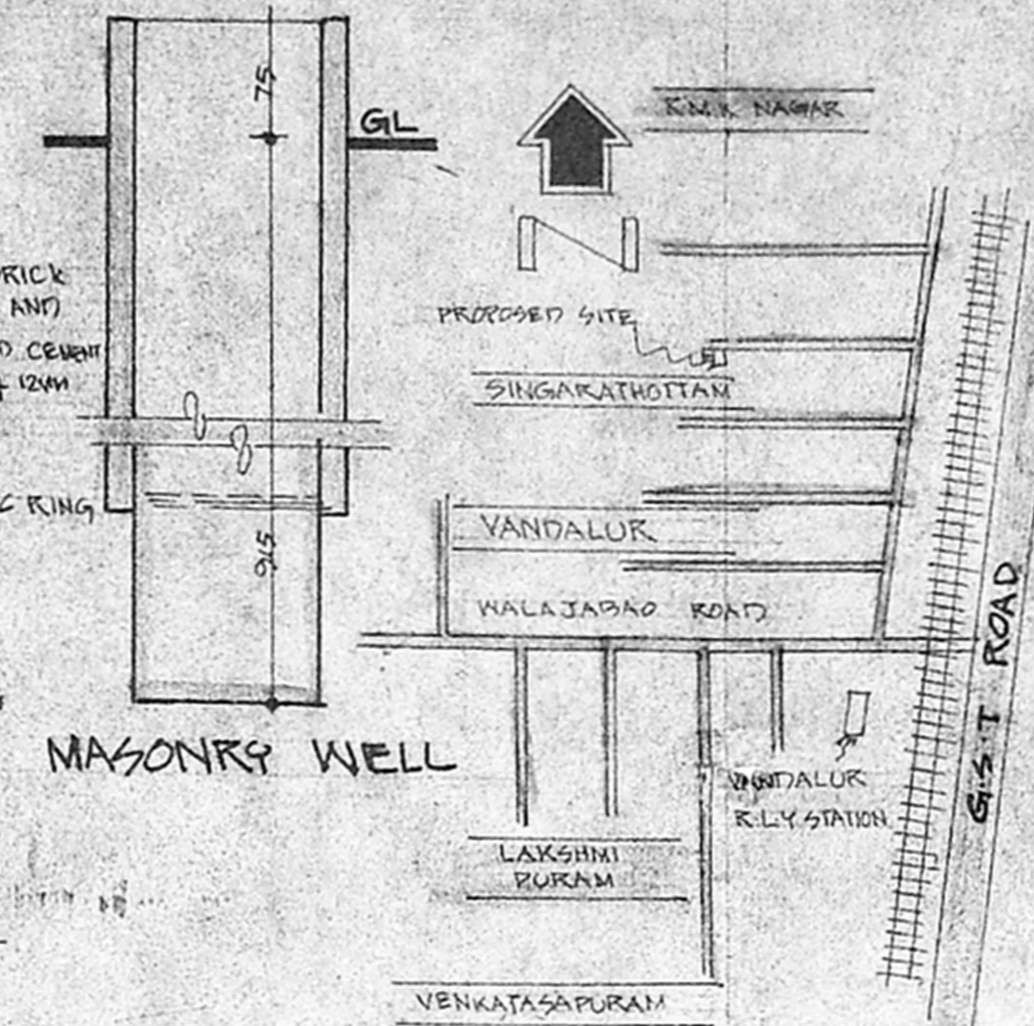 75
GL
RICK
AND
D CEMENT
12MM
C RING
915
MASONRY WELL
K.M.K NAGAR
N
PROPOSED SITE
SINGARATHOTTAM
VANDALUR
WALAJABAD ROAD
VANDALUR
R.L.Y STATION
G.S.T ROAD
LAKSHMI
PURAM
VENKATASAPURAM